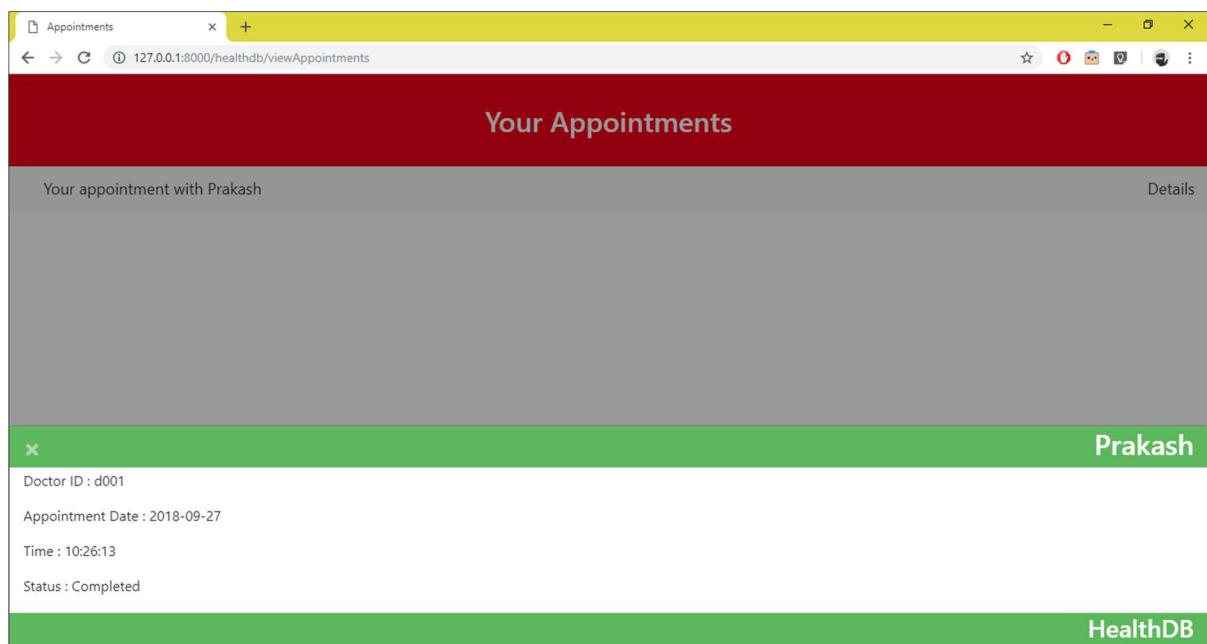 Appointments
127.0.0.1:8000/healthdb/viewAppointments
Your Appointments
Your appointment with Prakash Details
Prakash
Doctor ID : d001
Appointment Date : 2018-09-27
Time : 10:26:13
Status : Completed
HealthDB